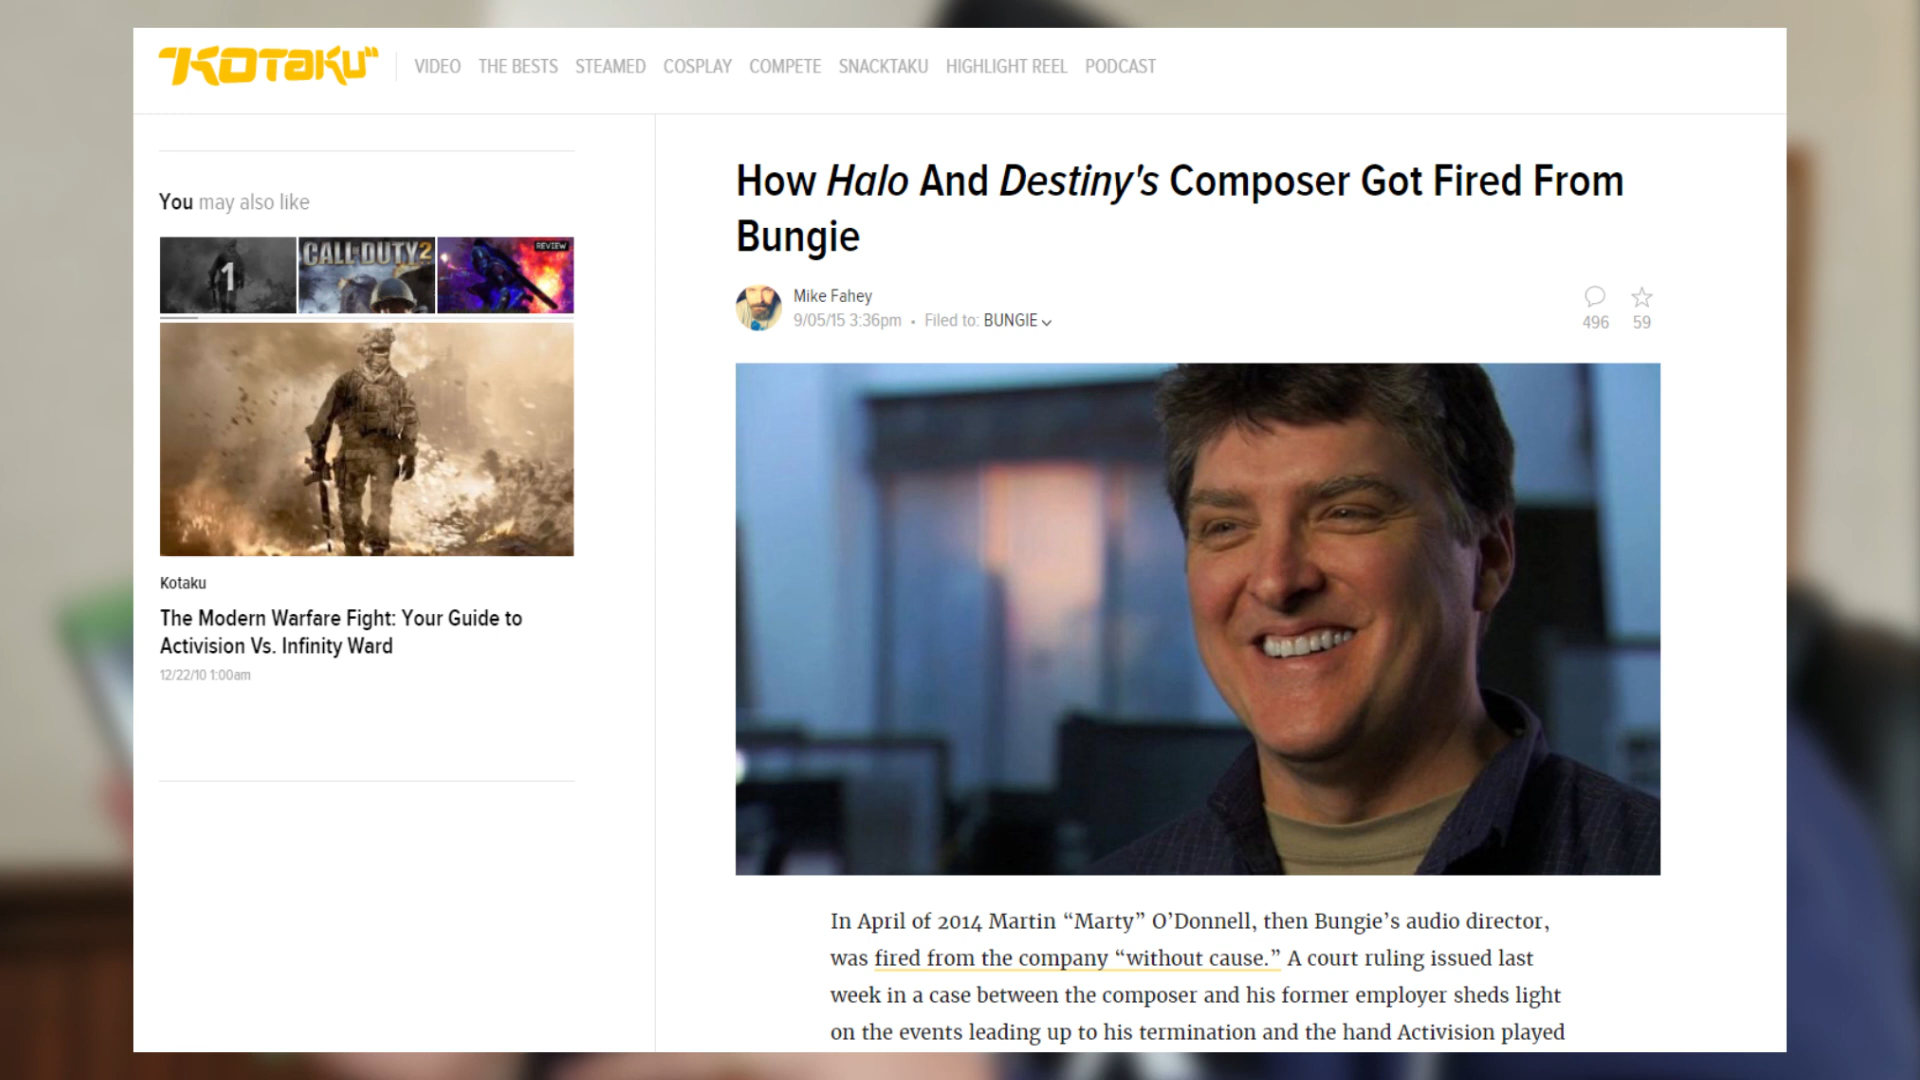 KOTAKU
VIDEO THE BESTS STEAMED COSPLAY COMPETE SNACKTAKU HIGHLIGHT REEL PODCAST
You may also like
1
CALL OF DUTY 2
REVIEW
Kotaku
The Modern Warfare Fight: Your Guide to
Activision Vs. Infinity Ward
12/22/10 1:00am
How Halo And Destiny's Composer Got Fired From
Bungie
Mike Fahey
9/05/15 3:36pm • Filed to: BUNGIE
496 59
In April of 2014 Martin “Marty” O’Donnell, then Bungie’s audio director,
was fired from the company “without cause.” A court ruling issued last
week in a case between the composer and his former employer sheds light
on the events leading up to his termination and the hand Activision played